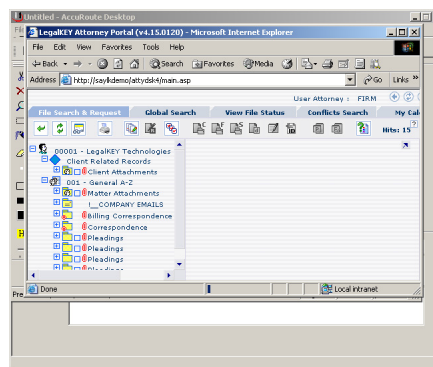 Untitled - AccuRoute Desktop
LegalKEY Attorney Portal (v4.15.0120) - Microsoft Internet Explorer
File Edit View Favorites Tools Help
Back Search Favorites Media
Address http://saylkdemo/attydsk4/main.asp Go Links »
User Attorney : FIRM
File Search & Request Global Search View File Status Conflicts Search My Cal
Hits: 15
00001 - LegalKEY Technologies
Client Related Records
Client Attachments
001 - General A-Z
Matter Attachments
!__COMPANY EMAILS
Billing Correspondence
Correspondence
Pleadings
Pleadings
Pleadings
Pre
Done Local intranet